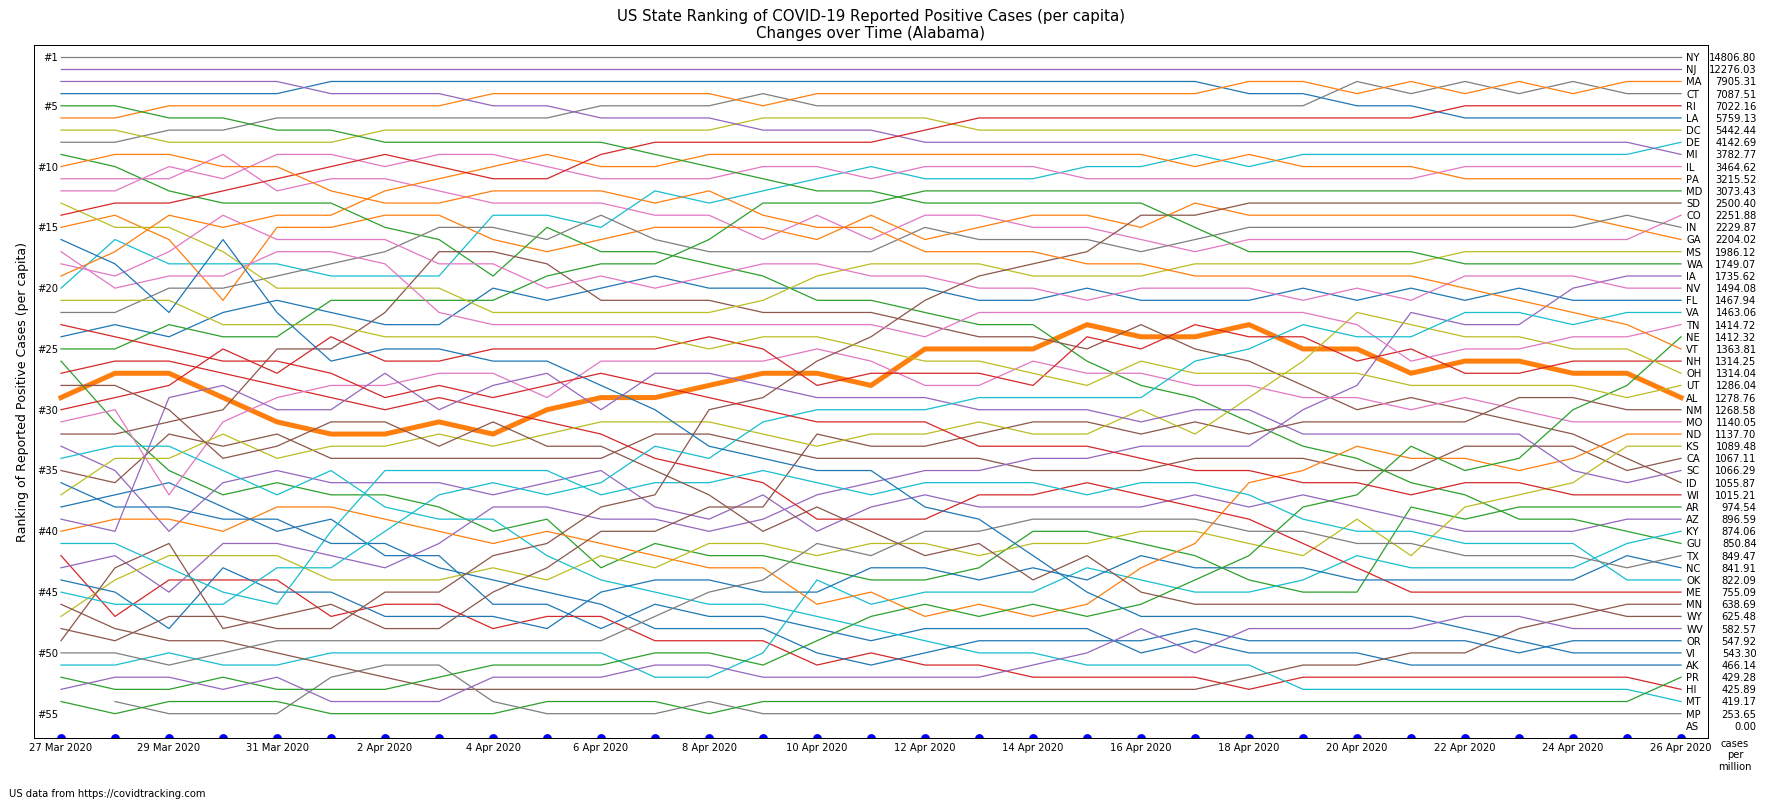 US State Ranking of COVID-19 Reported Positive Cases (per capita)
Changes over Time (Alabama)
Ranking of Reported Positive Cases (per capita)
#1
#5
#10
#15
#20
#25
#30
#35
#40
#45
#50
#55
NY 14806.80
NJ 12276.03
MA 7905.31
CT 7087.51
RI 7022.16
LA 5759.13
DC 5442.44
DE 4142.69
MI 3782.77
IL 3464.62
PA 3215.52
MD 3073.43
SD 2500.40
CO 2251.88
IN 2229.87
GA 2204.02
MS 1986.12
WA 1749.07
IA 1735.62
NV 1494.08
FL 1467.94
VA 1463.06
TN 1414.72
NE 1412.32
VT 1363.81
NH 1314.25
OH 1314.04
UT 1286.04
AL 1278.76
NM 1268.58
MO 1140.05
ND 1137.70
KS 1089.48
CA 1067.11
SC 1066.29
ID 1055.87
WI 1015.21
AR 974.54
AZ 896.59
KY 874.06
GU 850.84
TX 849.47
NC 841.91
OK 822.09
ME 755.09
MN 638.69
WY 625.48
WV 582.57
OR 547.92
VI 543.30
AK 466.14
PR 429.28
HI 425.89
MT 419.17
MP 253.65
AS 0.00
27 Mar 2020 29 Mar 2020 31 Mar 2020 2 Apr 2020 4 Apr 2020 6 Apr 2020 8 Apr 2020 10 Apr 2020 12 Apr 2020 14 Apr 2020 16 Apr 2020 18 Apr 2020 20 Apr 2020 22 Apr 2020 24 Apr 2020 26 Apr 2020
cases
per
million
US data from https://covidtracking.com